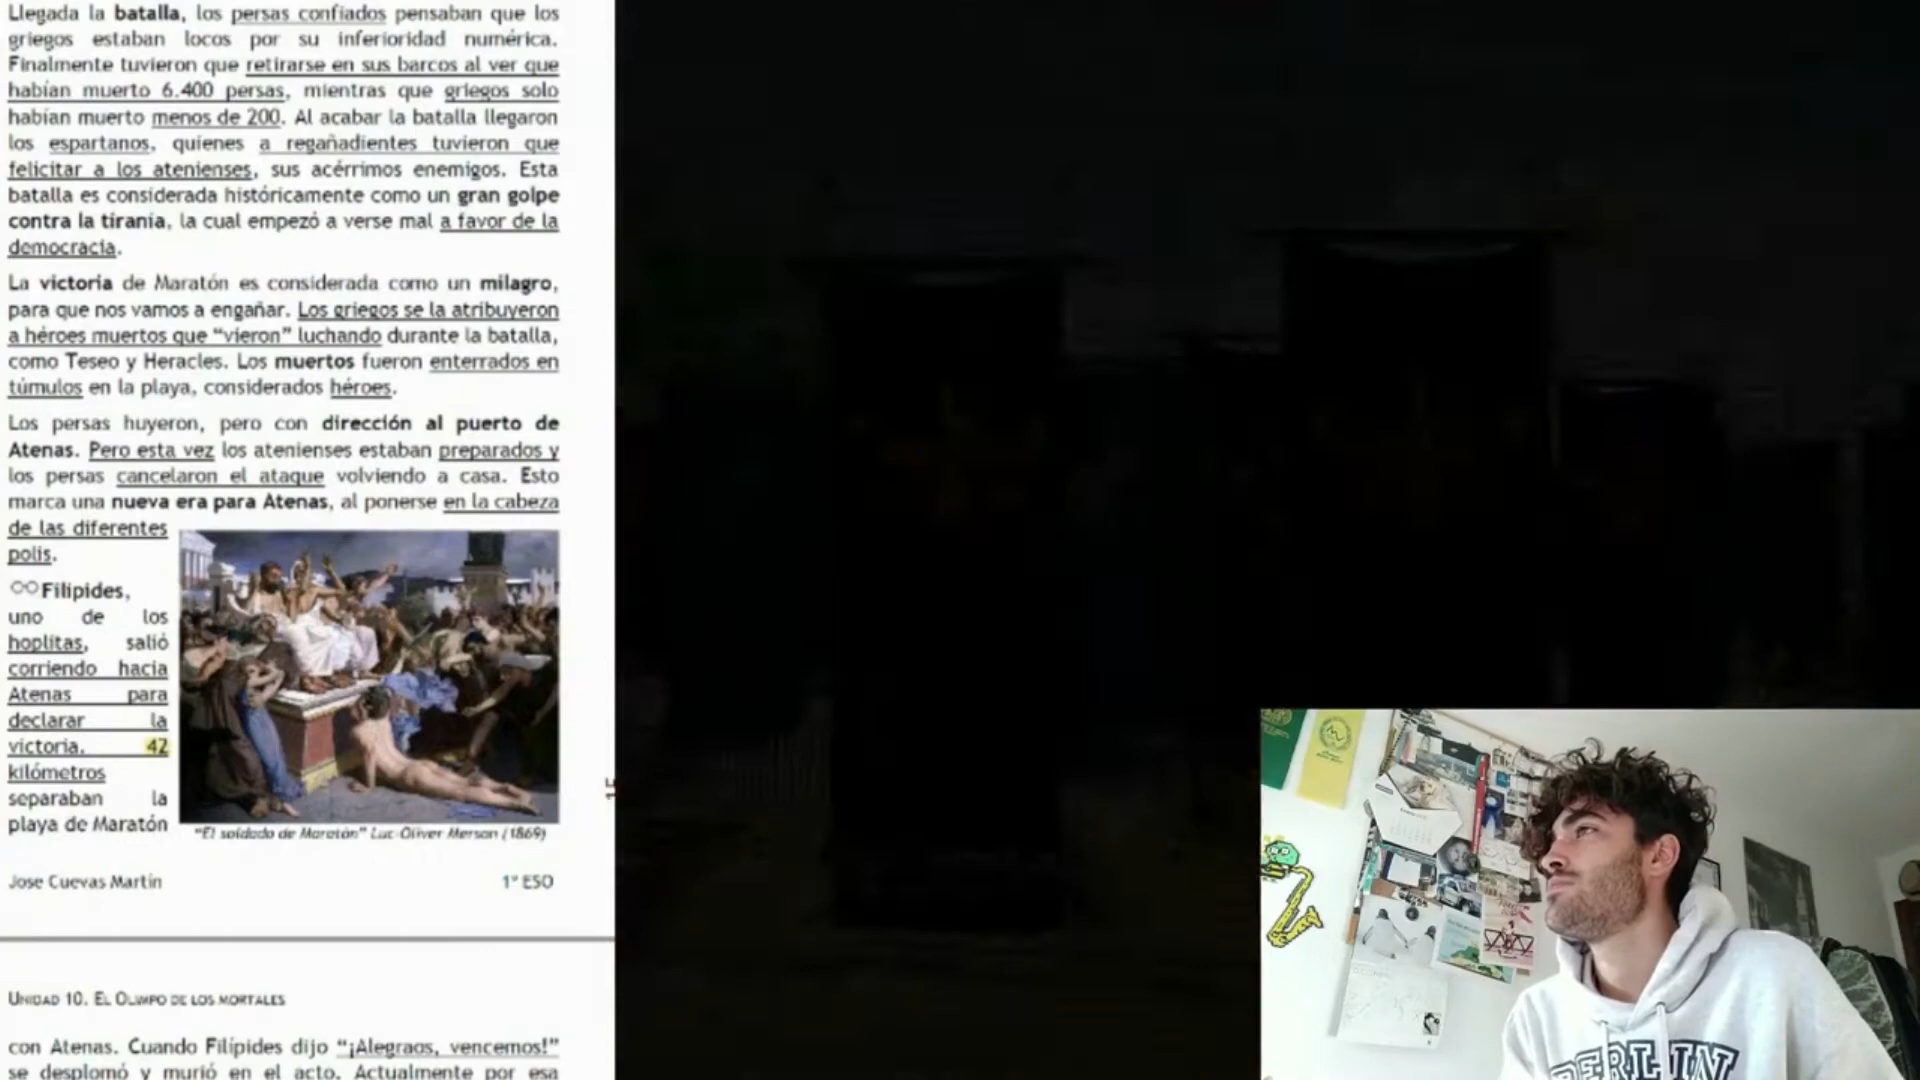 Llegada la batalla, los persas confiados pensaban que los
griegos estaban locos por su inferioridad numérica.
Finalmente tuvieron que retirarse en sus barcos al ver que
habían muerto 6.400 persas, mientras que griegos solo
habían muerto menos de 200. Al acabar la batalla llegaron
los espartanos, quienes a regañadientes tuvieron que
felicitar a los atenienses, sus acérrimos enemigos. Esta
batalla es considerada históricamente como un gran golpe
contra la tiranía, la cual empezó a verse mal a favor de la
democracia.
La victoria de Maratón es considerada como un milagro,
para que nos vamos a engañar. Los griegos se la atribuyeron
a héroes muertos que “vieron” luchando durante la batalla,
como Teseo y Heracles. Los muertos fueron enterrados en
túmulos en la playa, considerados héroes.
Los persas huyeron, pero con dirección al puerto de
Atenas. Pero esta vez los atenienses estaban preparados y
los persas cancelaron el ataque volviendo a casa. Esto
marca una nueva era para Atenas, al ponerse en la cabeza
de las diferentes
polis.
Filípides,
uno de los
hoplitas, salió
corriendo hacia
Atenas para
declarar la
victoria. 42
kilómetros
separaban la
playa de Maratón
“El soldado de Maratón” Luc-Oliver Merson (1869)
Jose Cuevas Martín 1º ESO
15
UNIDAD 10. EL OLIMPO DE LOS MORTALES
con Atenas. Cuando Filípides dijo “¡Alegraos, vencemos!”
se desplomó y murió en el acto. Actualmente por esa
BERLIN